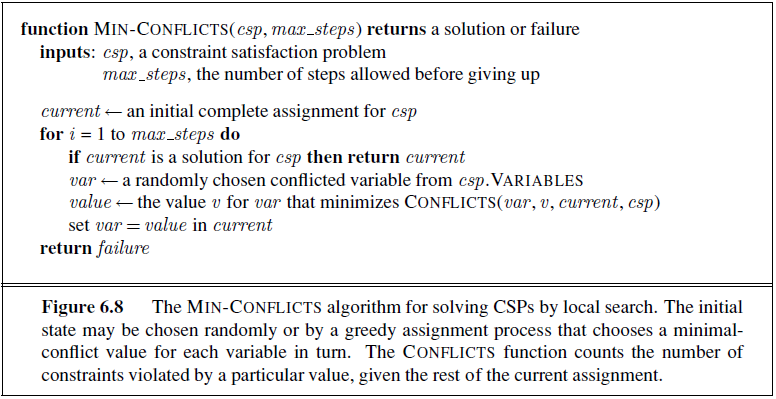 function MIN-CONFLICTS(csp, max_steps) returns a solution or failure
inputs: csp, a constraint satisfaction problem
max_steps, the number of steps allowed before giving up
current ← an initial complete assignment for csp
for i = 1 to max_steps do
if current is a solution for csp then return current
var ← a randomly chosen conflicted variable from csp.VARIABLES
value ← the value v for var that minimizes CONFLICTS(var, v, current, csp)
set var = value in current
return failure
Figure 6.8 The MIN-CONFLICTS algorithm for solving CSPs by local search. The initial
state may be chosen randomly or by a greedy assignment process that chooses a minimal-
conflict value for each variable in turn. The CONFLICTS function counts the number of
constraints violated by a particular value, given the rest of the current assignment.